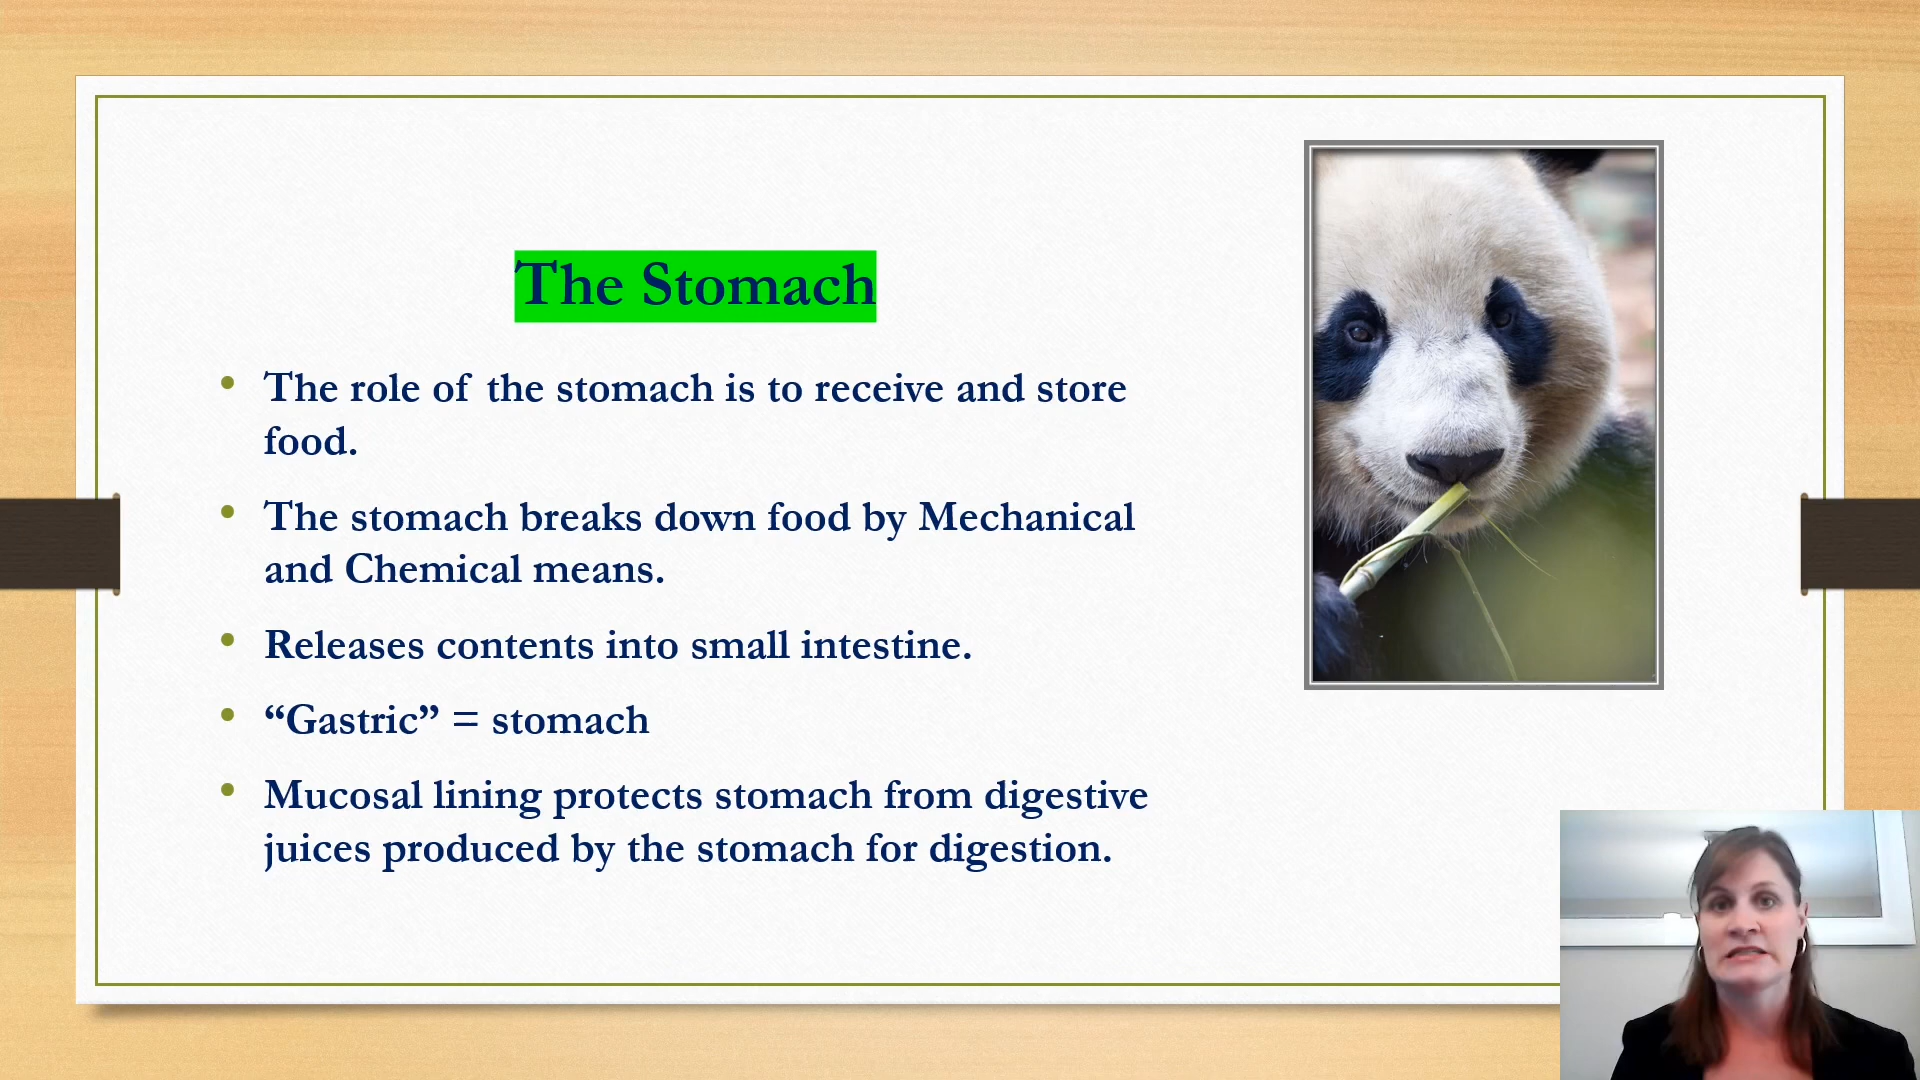 The Stomach
• The role of the stomach is to receive and store
food.
• The stomach breaks down food by Mechanical
and Chemical means.
• Releases contents into small intestine.
• “Gastric” = stomach
• Mucosal lining protects stomach from digestive
juices produced by the stomach for digestion.